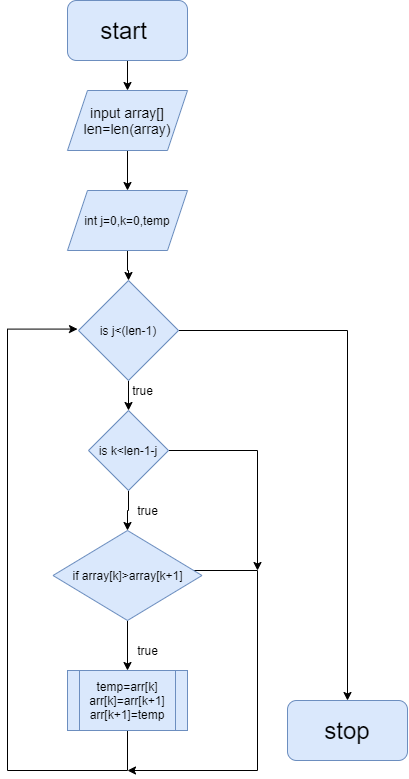 start
input array[]
len=len(array)
int j=0,k=0,temp
is j<(len-1)
true
is k<len-1-j
true
if array[k]>array[k+1]
true
temp=arr[k]
arr[k]=arr[k+1]
arr[k+1]=temp
stop